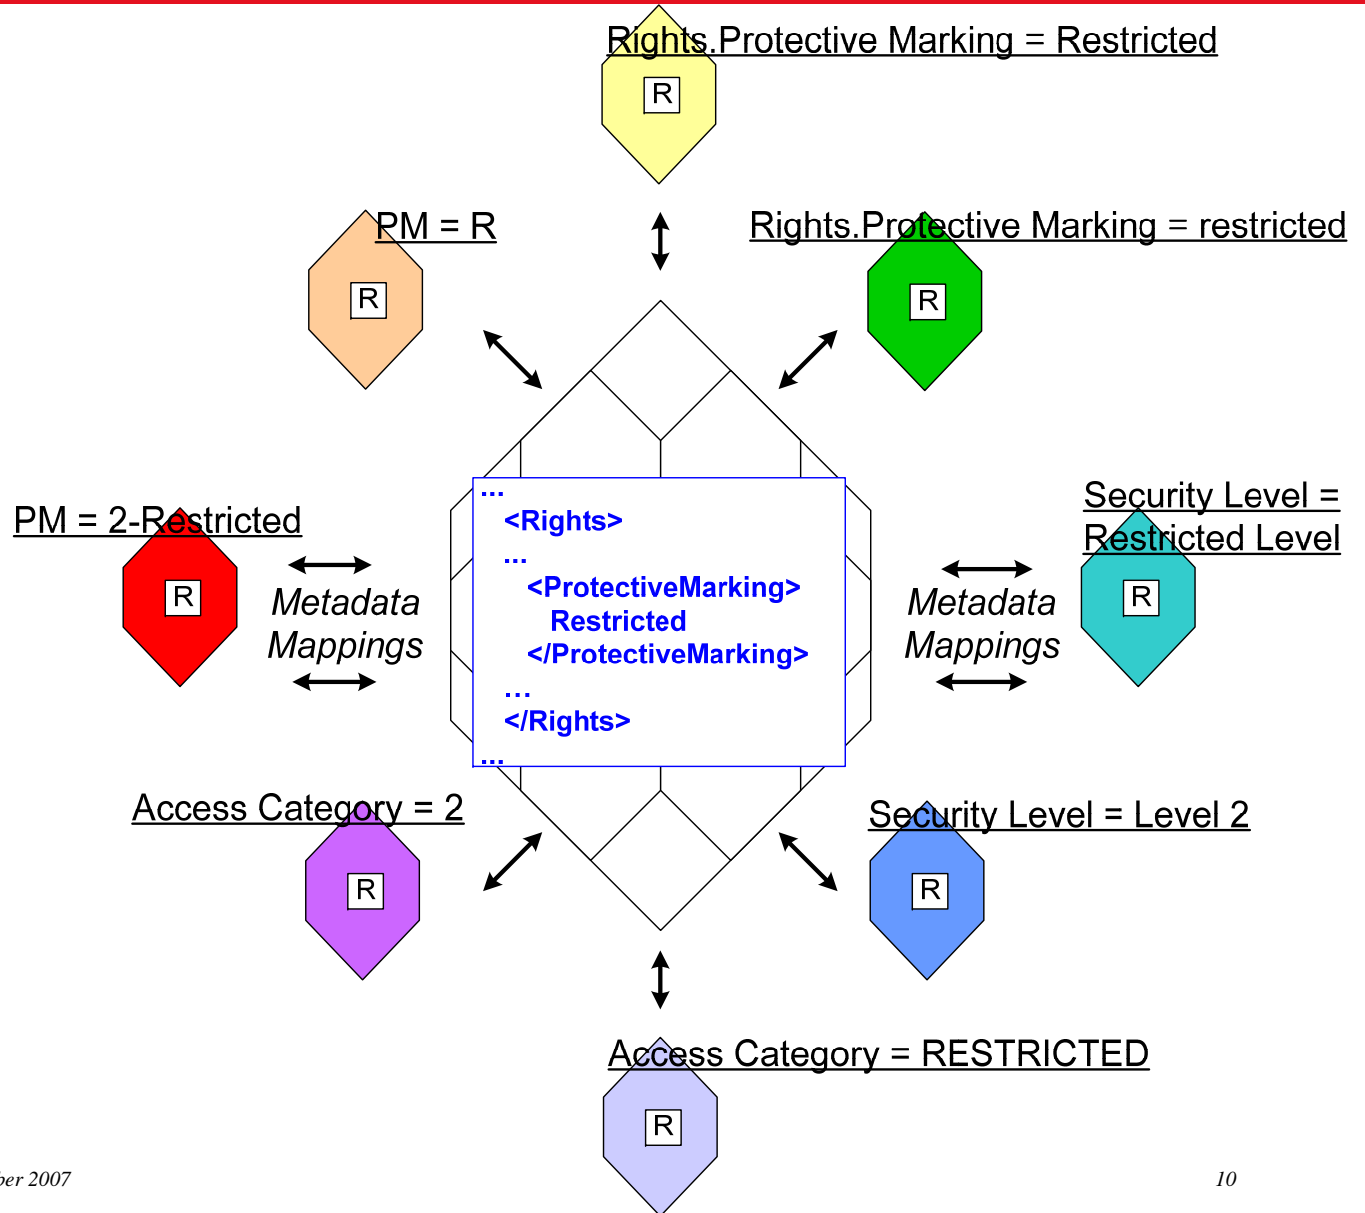 Rights.Protective Marking = Restricted
R
PM = R
R
Rights.Protective Marking = restricted
R
PM = 2-Restricted
R
Metadata
Mappings
...
<Rights>
...
<ProtectiveMarking>
Restricted
</ProtectiveMarking>
...
</Rights>
...
Metadata
Mappings
Security Level =
Restricted Level
R
Access Category = 2
R
Security Level = Level 2
R
Access Category = RESTRICTED
R
2007
10